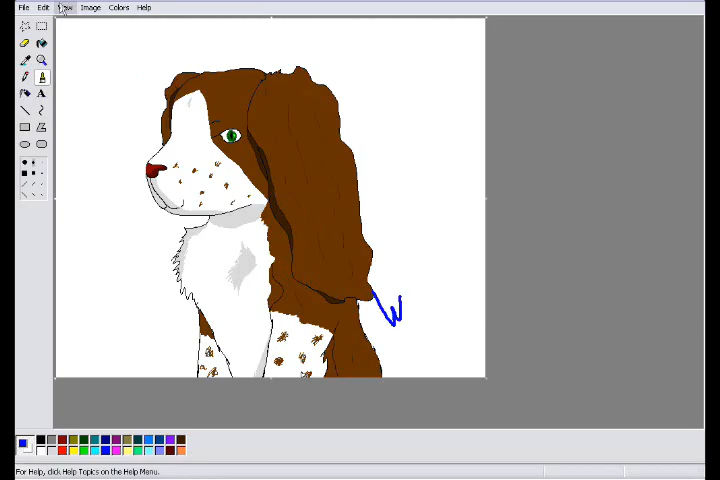 File Edit View Image Colors Help
A
W
For Help, click Help Topics on the Help Menu.